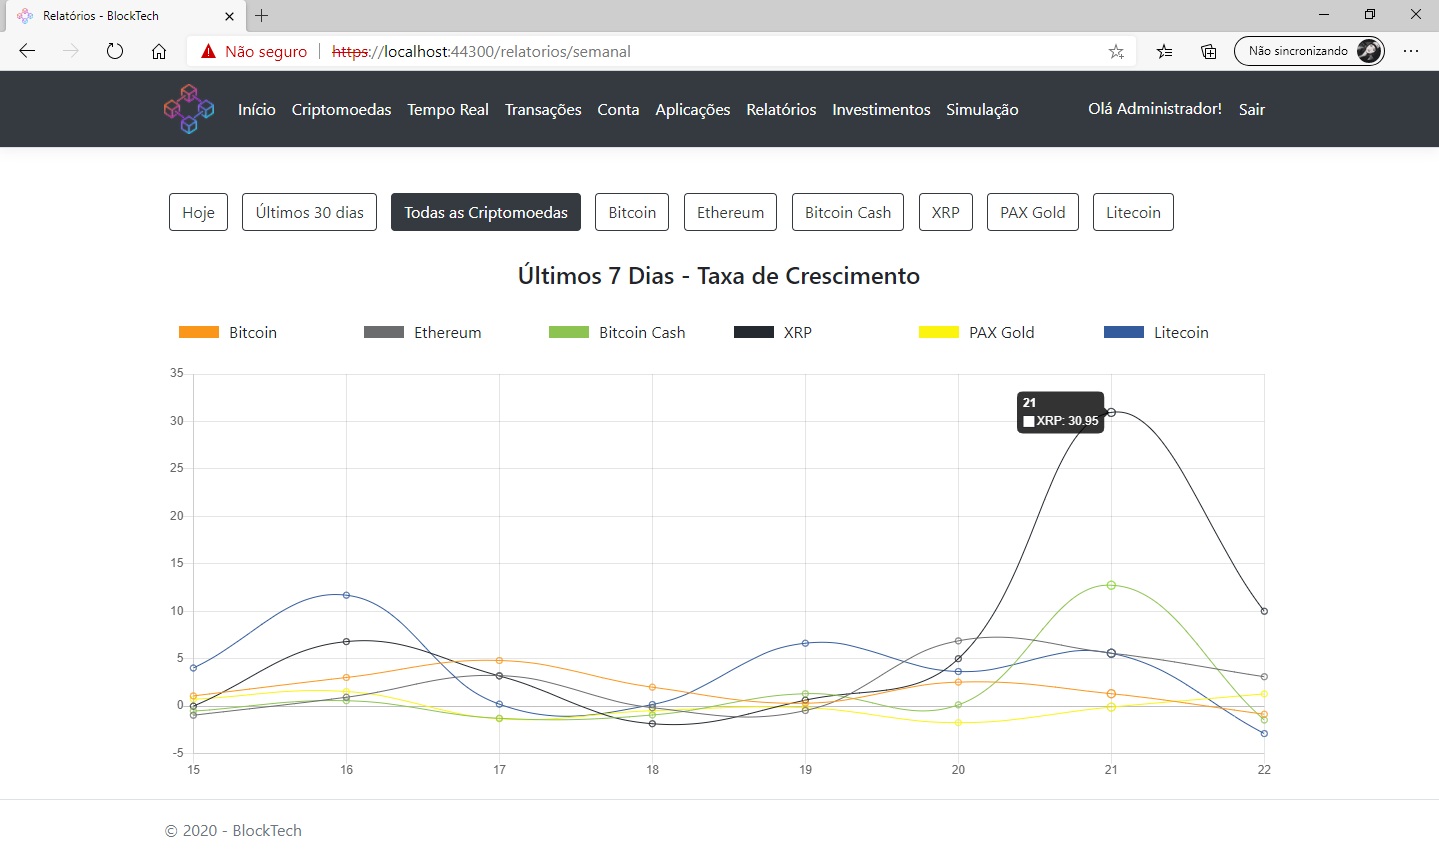 Relatórios - BlockTech
Não seguro https://localhost:44300/relatorios/semanal Não sincronizando
Início Criptomoedas Tempo Real Transações Conta Aplicações Relatórios Investimentos Simulação Olá Administrador! Sair
Hoje Últimos 30 dias Todas as Criptomoedas Bitcoin Ethereum Bitcoin Cash XRP PAX Gold Litecoin
Últimos 7 Dias - Taxa de Crescimento
Bitcoin Ethereum Bitcoin Cash XRP PAX Gold Litecoin
35
21
XRP: 30.95
30
25
20
15
10
5
0
-5
15 16 17 18 19 20 21 22
© 2020 - BlockTech